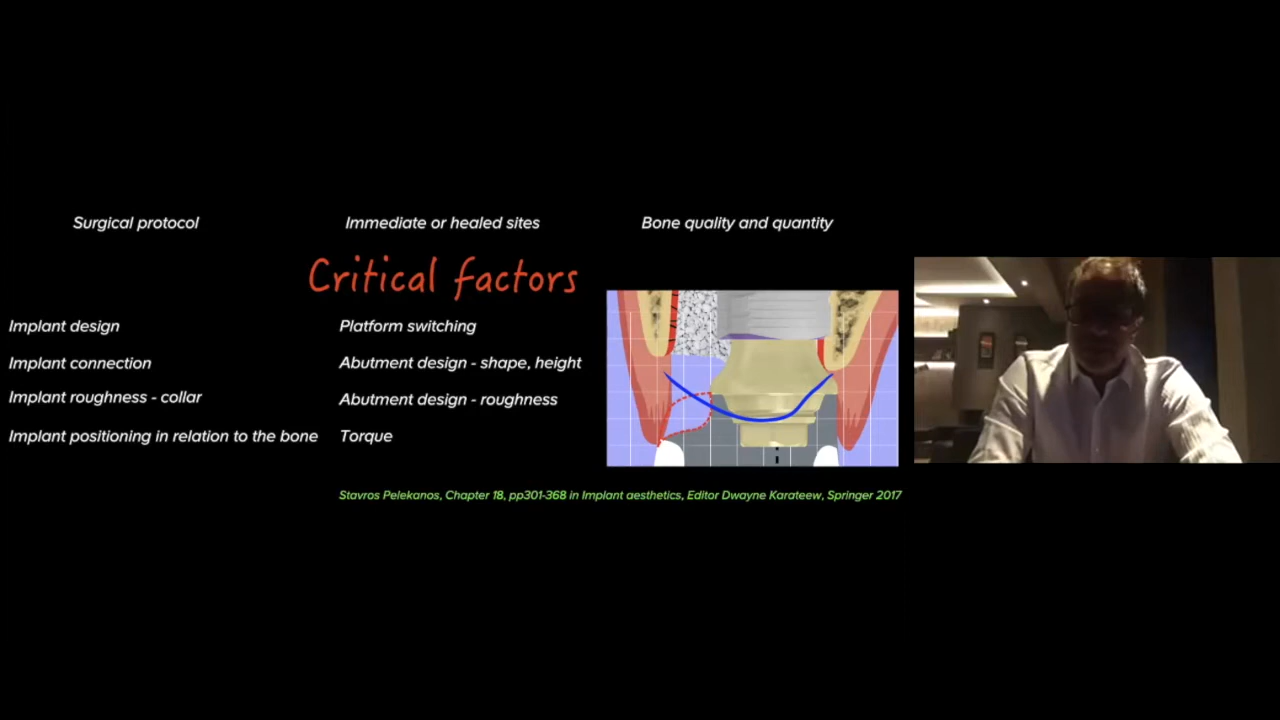 Surgical protocol
Immediate or healed sites
Bone quality and quantity
Critical factors
Implant design
Platform switching
Implant connection
Abutment design - shape, height
Implant roughness - collar
Abutment design - roughness
Implant positioning in relation to the bone
Torque
Stavros Pelekanos, Chapter 18, pp301-368 in Implant aesthetics, Editor Dwayne Karateew, Springer 2017